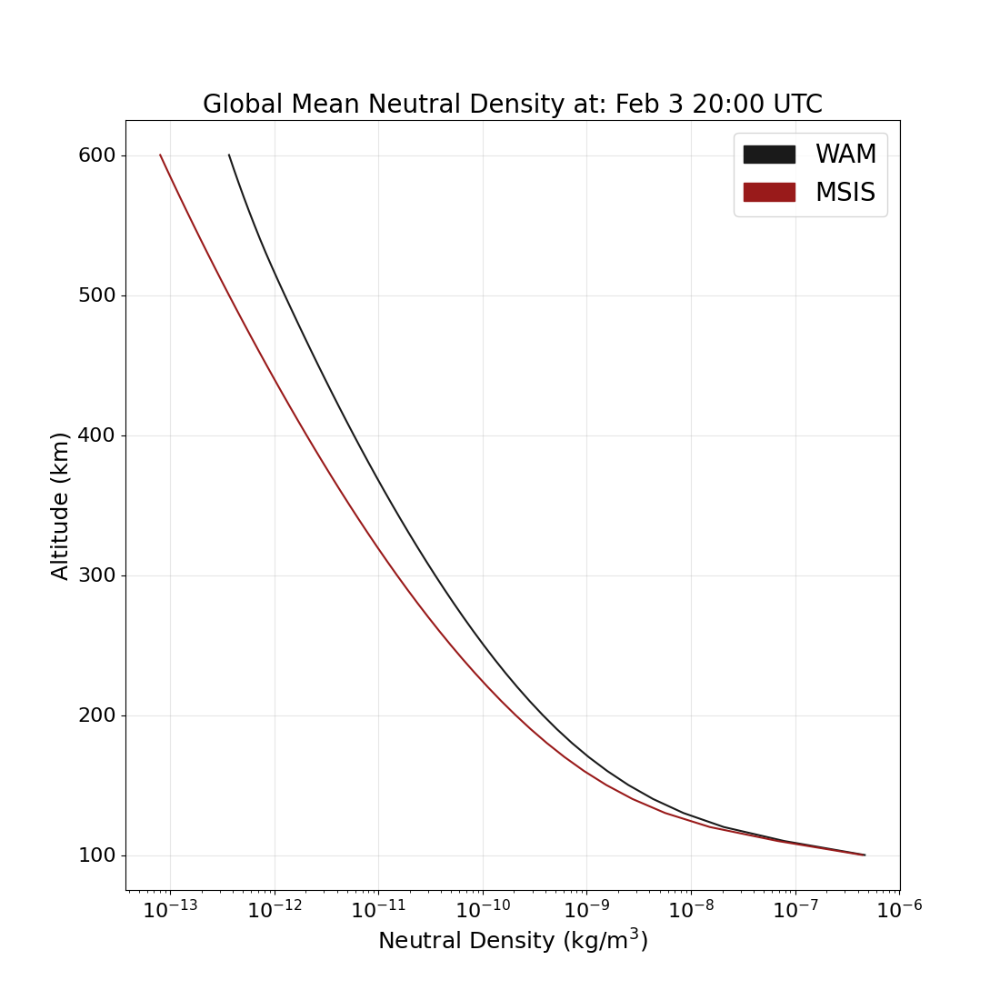 Global Mean Neutral Density at: Feb 3 20:00 UTC
WAM
MSIS
Altitude (km)
600
500
400
300
200
100
10⁻¹³ 10⁻¹² 10⁻¹¹ 10⁻¹⁰ 10⁻⁹ 10⁻⁸ 10⁻⁷ 10⁻⁶
Neutral Density (kg/m³)